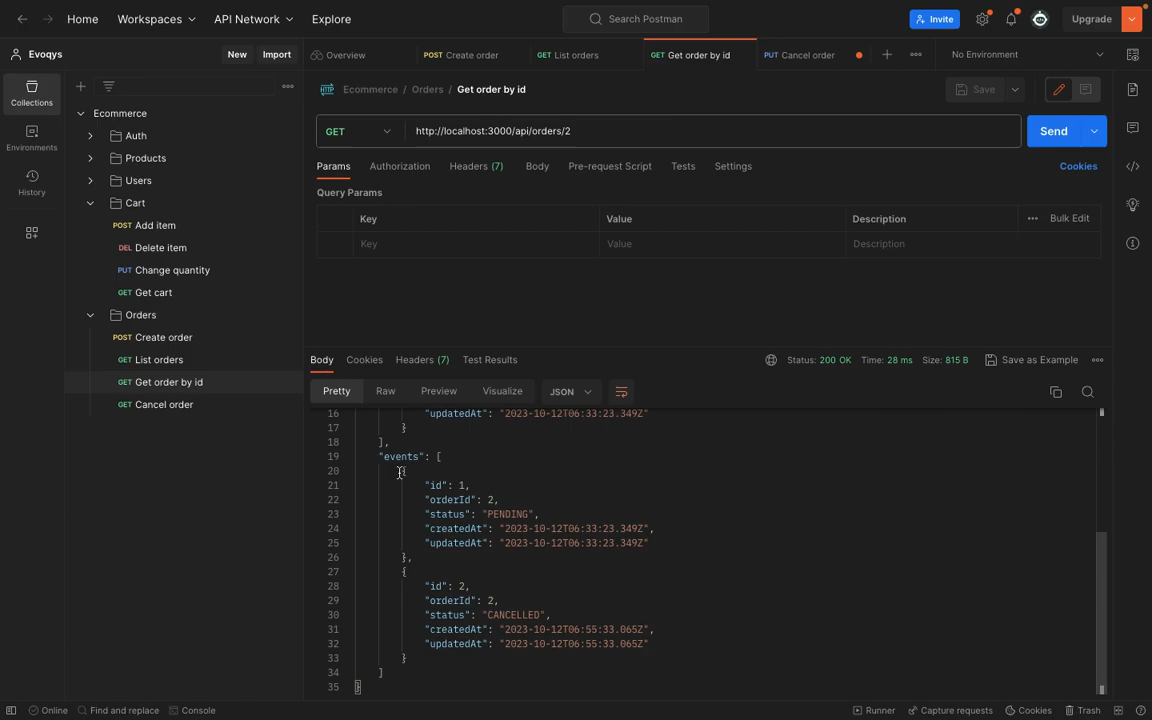 Home Workspaces API Network Explore Search Postman Invite Upgrade
Evoqys New Import Overview POST Create order GET List orders GET Get order by id PUT Cancel order No Environment
Collections
Environments
History
Ecommerce
Auth
Products
Users
Cart
POST Add item
DEL Delete item
PUT Change quantity
GET Get cart
Orders
POST Create order
GET List orders
GET Get order by id
GET Cancel order
Ecommerce / Orders / Get order by id Save
GET http://localhost:3000/api/orders/2 Send
Params Authorization Headers (7) Body Pre-request Script Tests Settings Cookies
Query Params
Key Value Description Bulk Edit
Key Value Description
Body Cookies Headers (7) Test Results Status: 200 OK Time: 28 ms Size: 815 B Save as Example
Pretty Raw Preview Visualize JSON
16 "updatedAt": "2023-10-12T06:33:23.349Z"
17 }
18 ],
19 "events": [
20 {
21 "id": 1,
22 "orderId": 2,
23 "status": "PENDING",
24 "createdAt": "2023-10-12T06:33:23.349Z",
25 "updatedAt": "2023-10-12T06:33:23.349Z"
26 },
27 {
28 "id": 2,
29 "orderId": 2,
30 "status": "CANCELLED",
31 "createdAt": "2023-10-12T06:55:33.065Z",
32 "updatedAt": "2023-10-12T06:55:33.065Z"
33 }
34 ]
35 }
Online Find and replace Console Runner Capture requests Cookies Trash